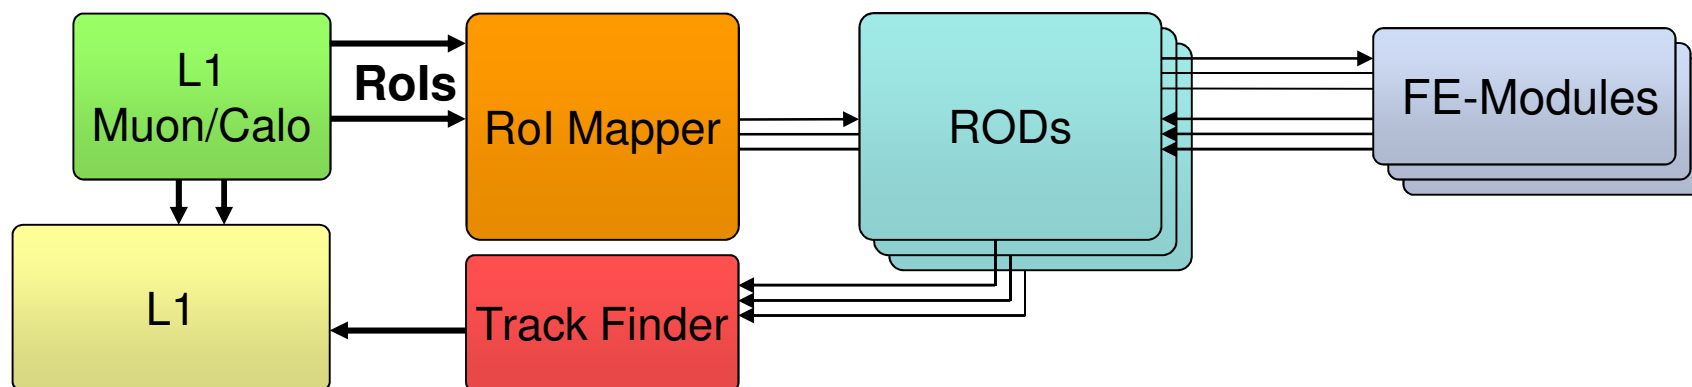 L1
Muon/Calo
RoIs
RoI Mapper
RODs
FE-Modules
L1
Track Finder